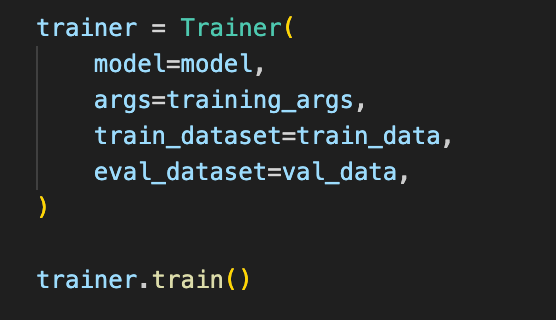 trainer = Trainer(
    model=model,
    args=training_args,
    train_dataset=train_data,
    eval_dataset=val_data,
)
trainer.train()